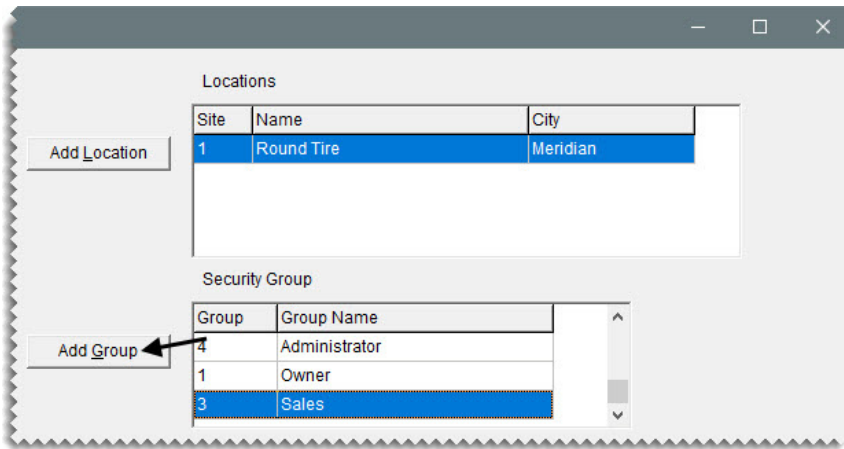 Locations
Site Name City
Add Location
1 Round Tire Meridian
Security Group
Group Group Name
Add Group
4 Administrator
1 Owner
3 Sales